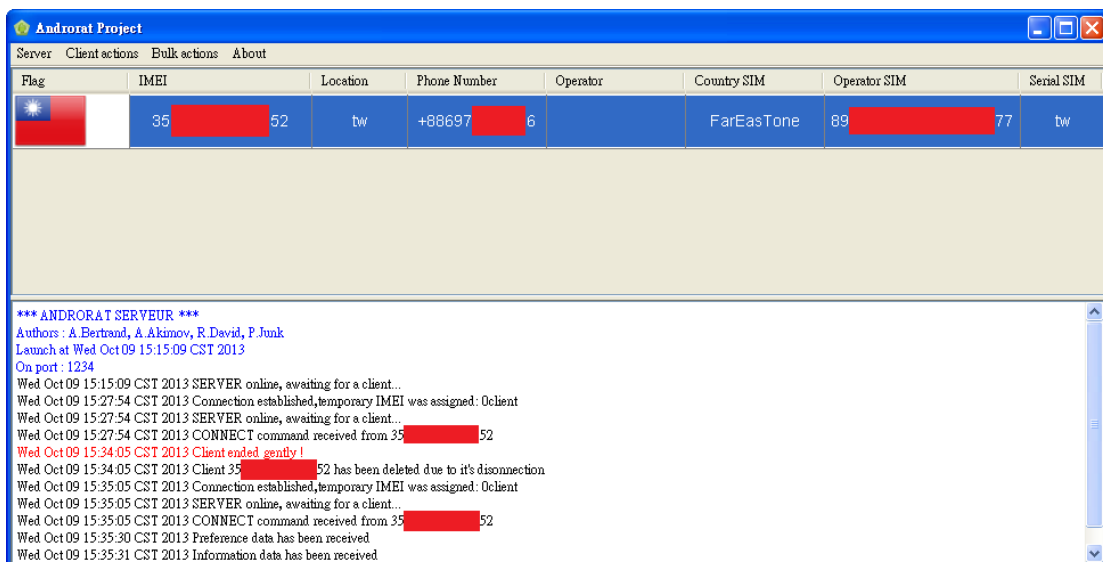 Androrat Project
Server Client actions Bulk actions About
Flag IMEI Location Phone Number Operator Country SIM Operator SIM Serial SIM
35 52 tw +88697 6 FarEasTone 89 77 tw
*** ANDRORAT SERVEUR ***
Authors : A.Bertrand, A.Akimov, R.David, P.Junk
Launch at Wed Oct 09 15:15:09 CST 2013
On port : 1234
Wed Oct 09 15:15:09 CST 2013 SERVER online, awaiting for a client...
Wed Oct 09 15:27:54 CST 2013 Connection established,temporary IMEI was assigned: 0client
Wed Oct 09 15:27:54 CST 2013 SERVER online, awaiting for a client...
Wed Oct 09 15:27:54 CST 2013 CONNECT command received from 35 52
Wed Oct 09 15:34:05 CST 2013 Client ended gently !
Wed Oct 09 15:34:05 CST 2013 Client 35 52 has been deleted due to it's disonnection
Wed Oct 09 15:35:05 CST 2013 Connection established,temporary IMEI was assigned: 0client
Wed Oct 09 15:35:05 CST 2013 SERVER online, awaiting for a client...
Wed Oct 09 15:35:05 CST 2013 CONNECT command received from 35 52
Wed Oct 09 15:35:30 CST 2013 Preference data has been received
Wed Oct 09 15:35:31 CST 2013 Information data has been received